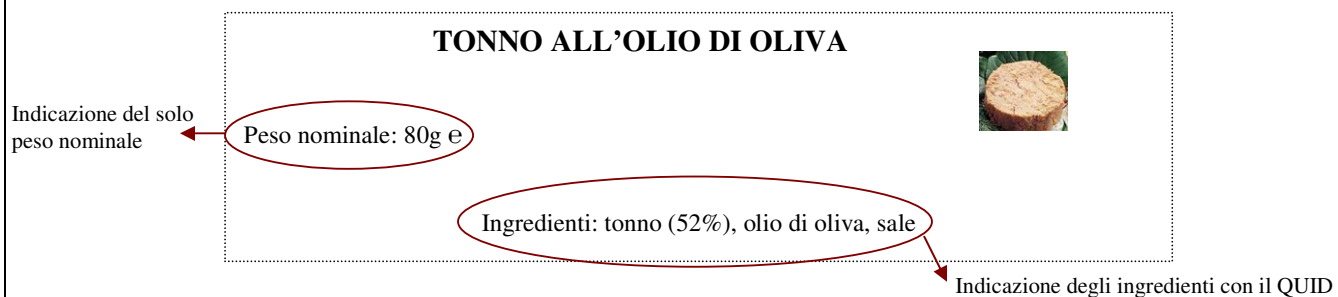 TONNO ALL’OLIO DI OLIVA
Indicazione del solo
peso nominale
Peso nominale: 80g ℮
Ingredienti: tonno (52%), olio di oliva, sale
Indicazione degli ingredienti con il QUID